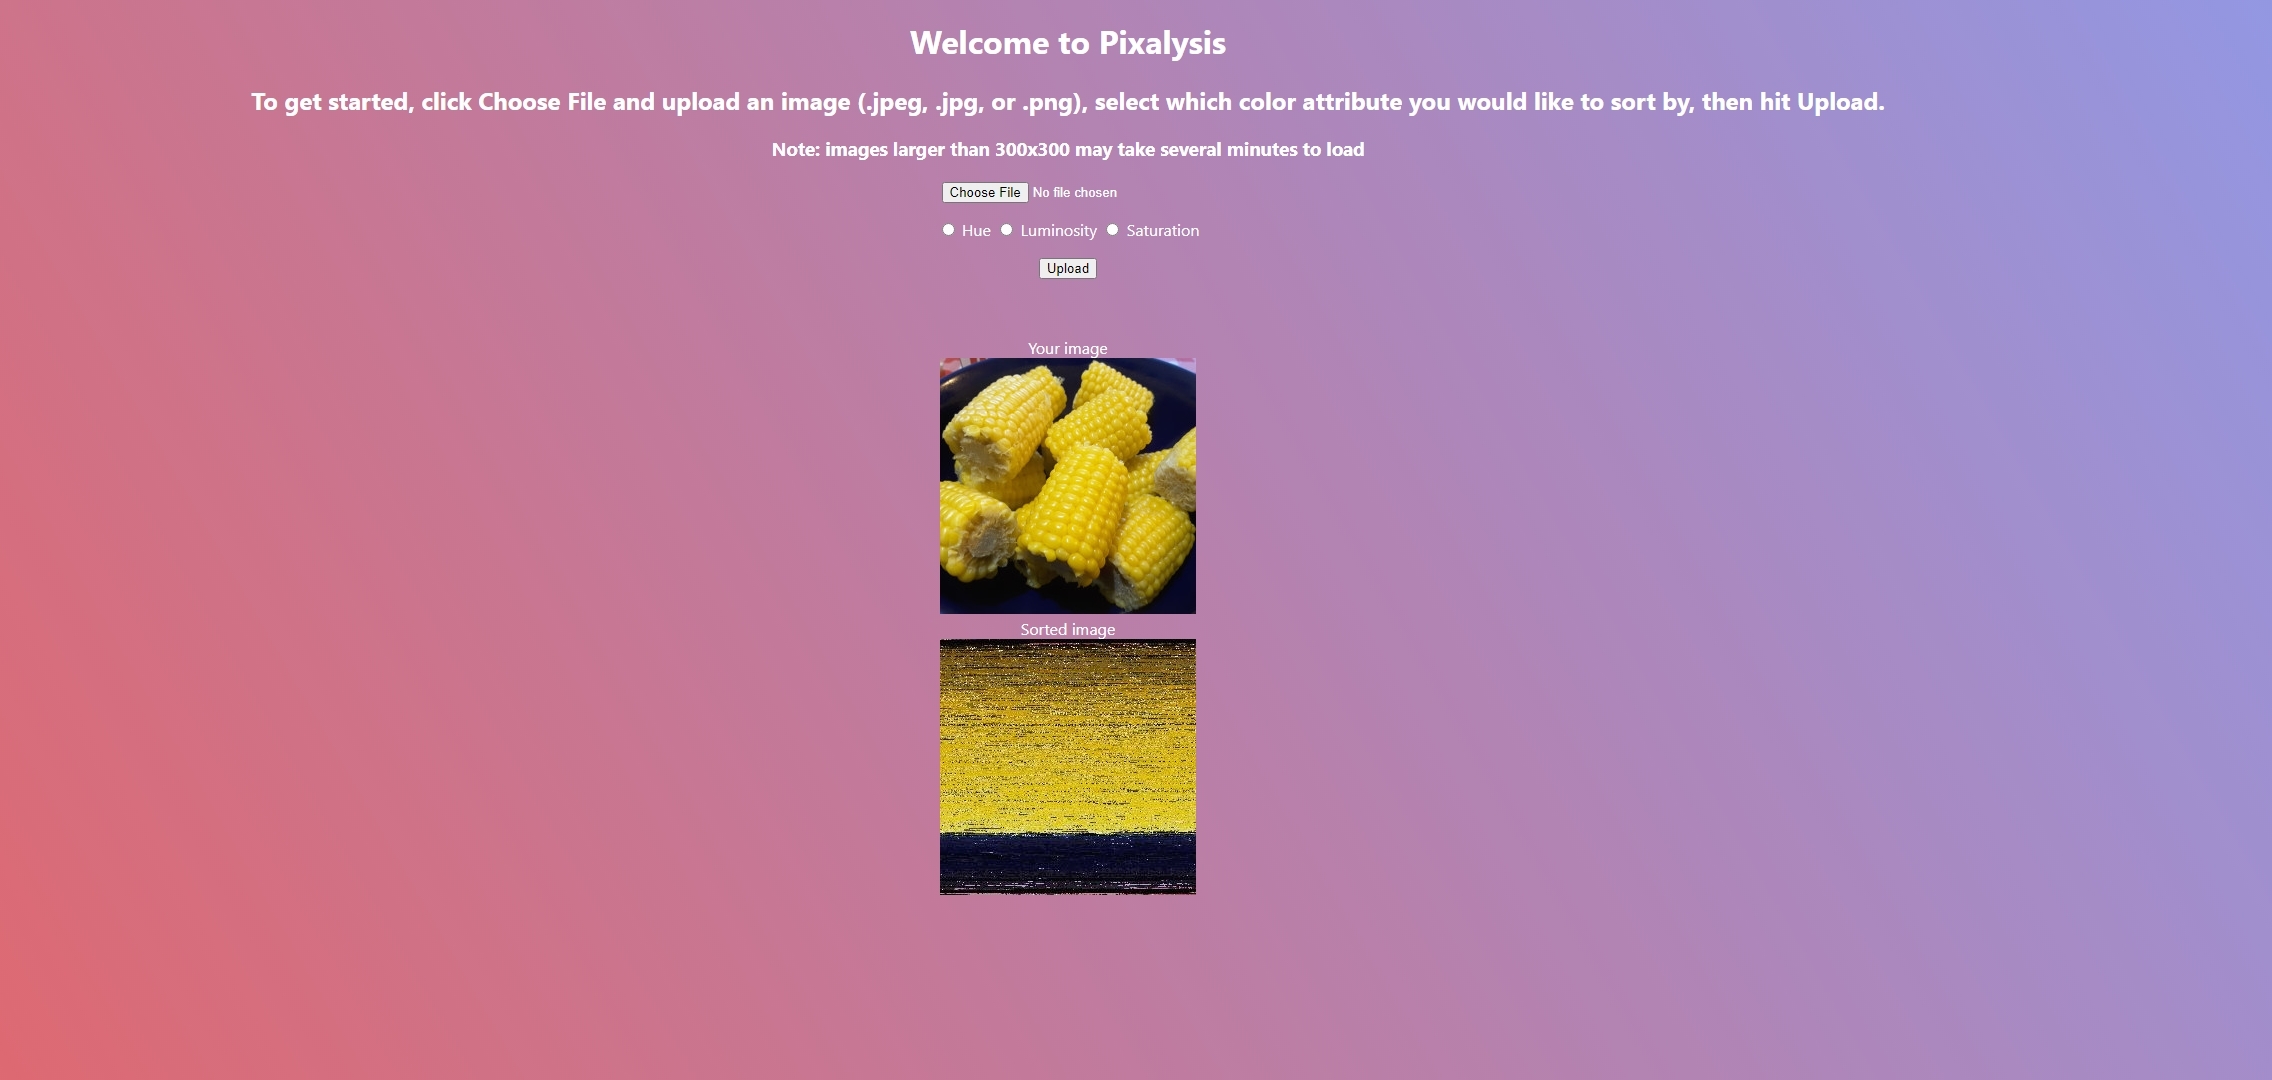 Welcome to Pixalysis
To get started, click Choose File and upload an image (.jpeg, .jpg, or .png), select which color attribute you would like to sort by, then hit Upload.
Note: images larger than 300x300 may take several minutes to load
Choose File No file chosen
Hue Luminosity Saturation
Upload
Your image
Sorted image